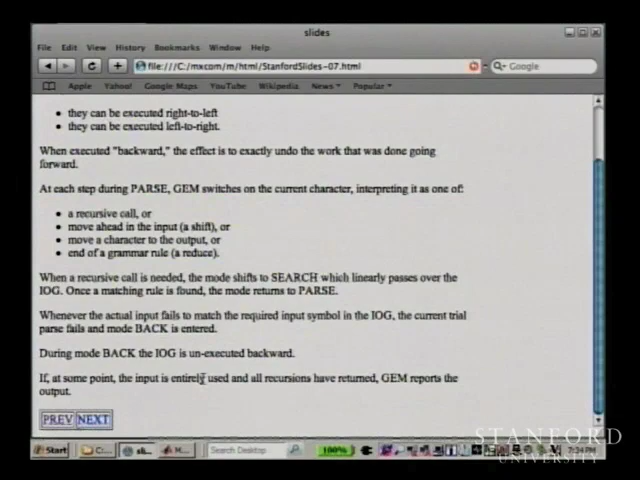 slides
File Edit View History Bookmarks Window Help
file:///C:/mxcom/m/html/StanfordSlides-07.html
Google
Apple Yahoo! Google Maps YouTube Wikipedia News Popular
• they can be executed right-to-left
• they can be executed left-to-right.
When executed "backward," the effect is to exactly undo the work that was done going
forward.
At each step during PARSE, GEM switches on the current character, interpreting it as one of:
• a recursive call, or
• move ahead in the input (a shift), or
• move a character to the output, or
• end of a grammar rule (a reduce).
When a recursive call is needed, the mode shifts to SEARCH which linearly passes over the
IOG. Once a matching rule is found, the mode returns to PARSE.
Whenever the actual input fails to match the required input symbol in the IOG, the current trial
parse fails and mode BACK is entered.
During mode BACK the IOG is un-executed backward.
If, at some point, the input is entirely used and all recursions have returned, GEM reports the
output.
PREV NEXT
Start C:... sli... M... Search Desktop 100%
STANFORD
UNIVERSITY